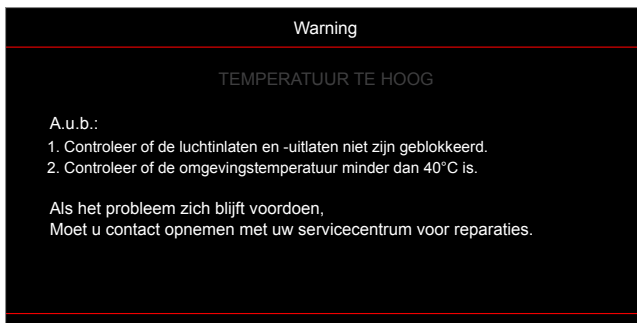 Warning
TEMPERATUUR TE HOOG
A.u.b.:
1. Controleer of de luchtinlaten en -uitlaten niet zijn geblokkeerd.
2. Controleer of de omgevingstemperatuur minder dan 40°C is.
Als het probleem zich blijft voordoen,
Moet u contact opnemen met uw servicecentrum voor reparaties.